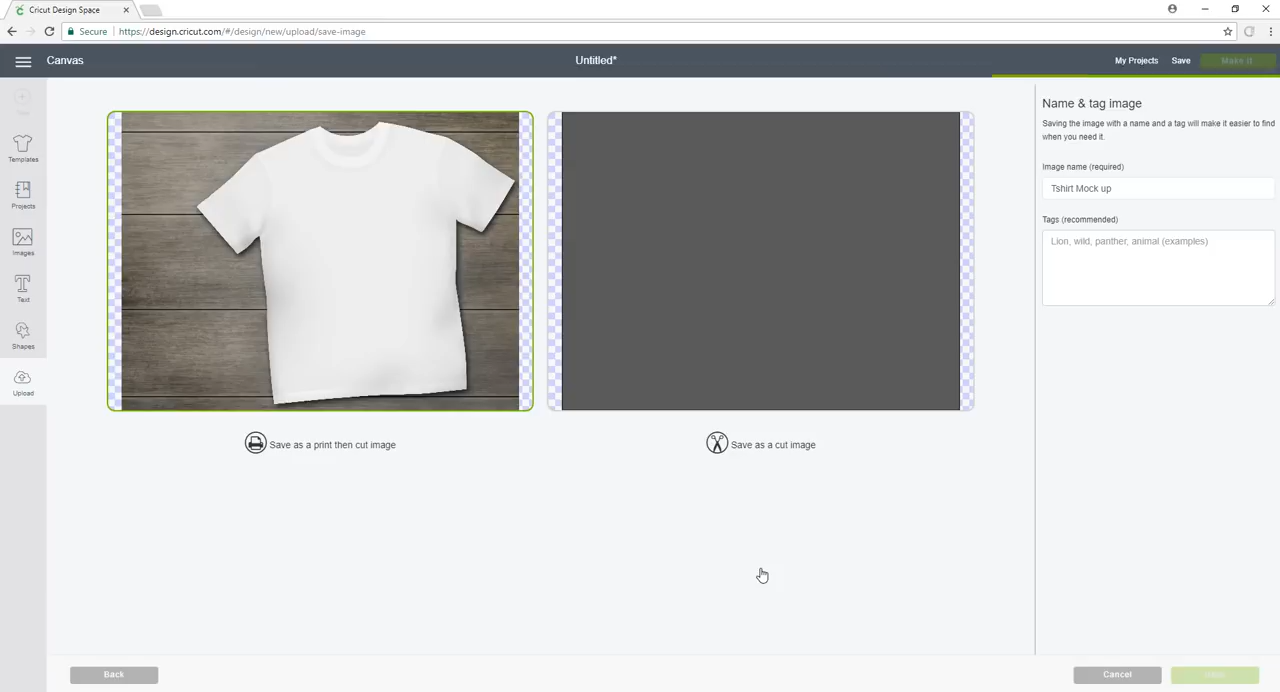 Cricut Design Space
Secure https://design.cricut.com/#/design/new/upload/save-image
Canvas
Untitled*
My Projects
Save
Make It
Templates
Projects
Images
Text
Shapes
Upload
Save as a print then cut image
Save as a cut image
Name & tag image
Saving the image with a name and a tag will make it easier to find
when you need it.
Image name (required)
Tshirt Mock up
Tags (recommended)
Lion, wild, panther, animal (examples)
Back
Cancel